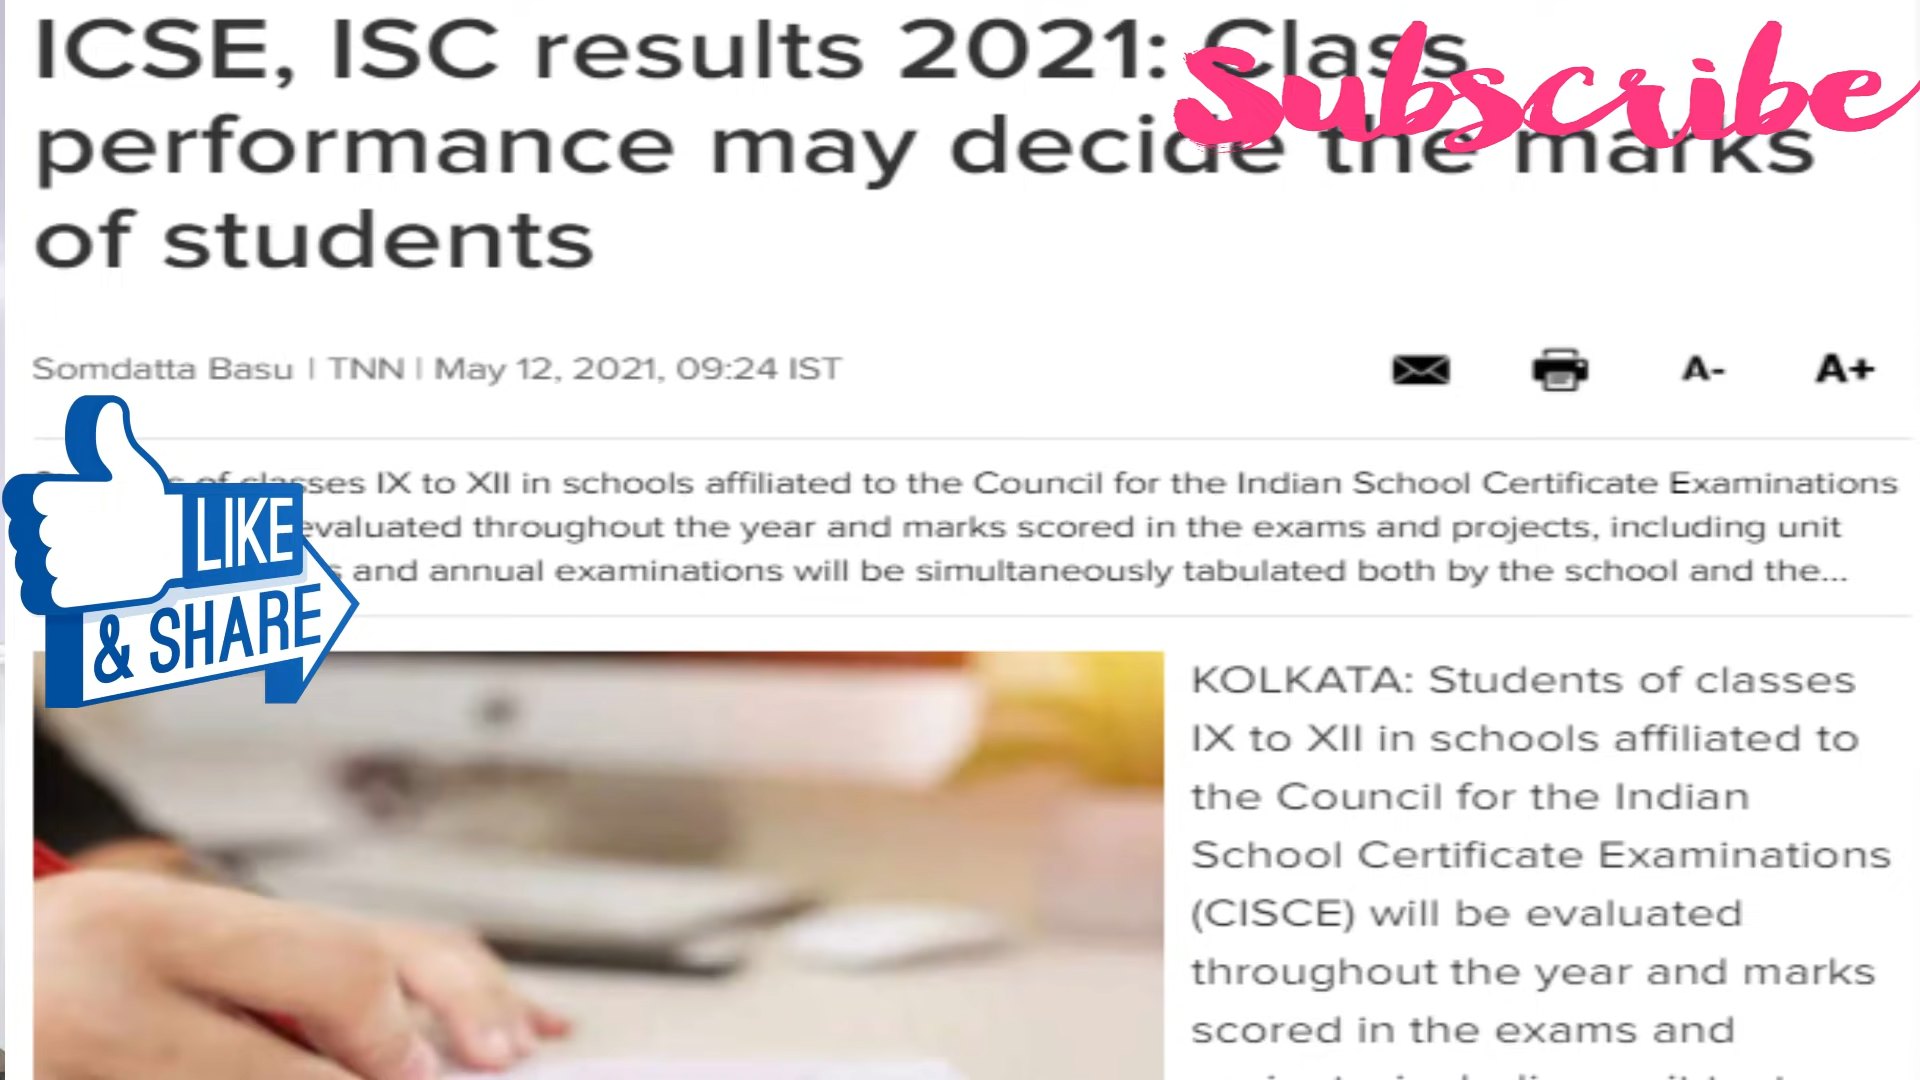 ICSE, ISC results 2021: Class
performance may decide the marks
of students
Subscribe
Somdatta Basu | TNN | May 12, 2021, 09:24 IST
A-
A+
of classes IX to XII in schools affiliated to the Council for the Indian School Certificate Examinations
evaluated throughout the year and marks scored in the exams and projects, including unit
and annual examinations will be simultaneously tabulated both by the school and the...
LIKE
& SHARE
KOLKATA: Students of classes
IX to XII in schools affiliated to
the Council for the Indian
School Certificate Examinations
(CISCE) will be evaluated
throughout the year and marks
scored in the exams and